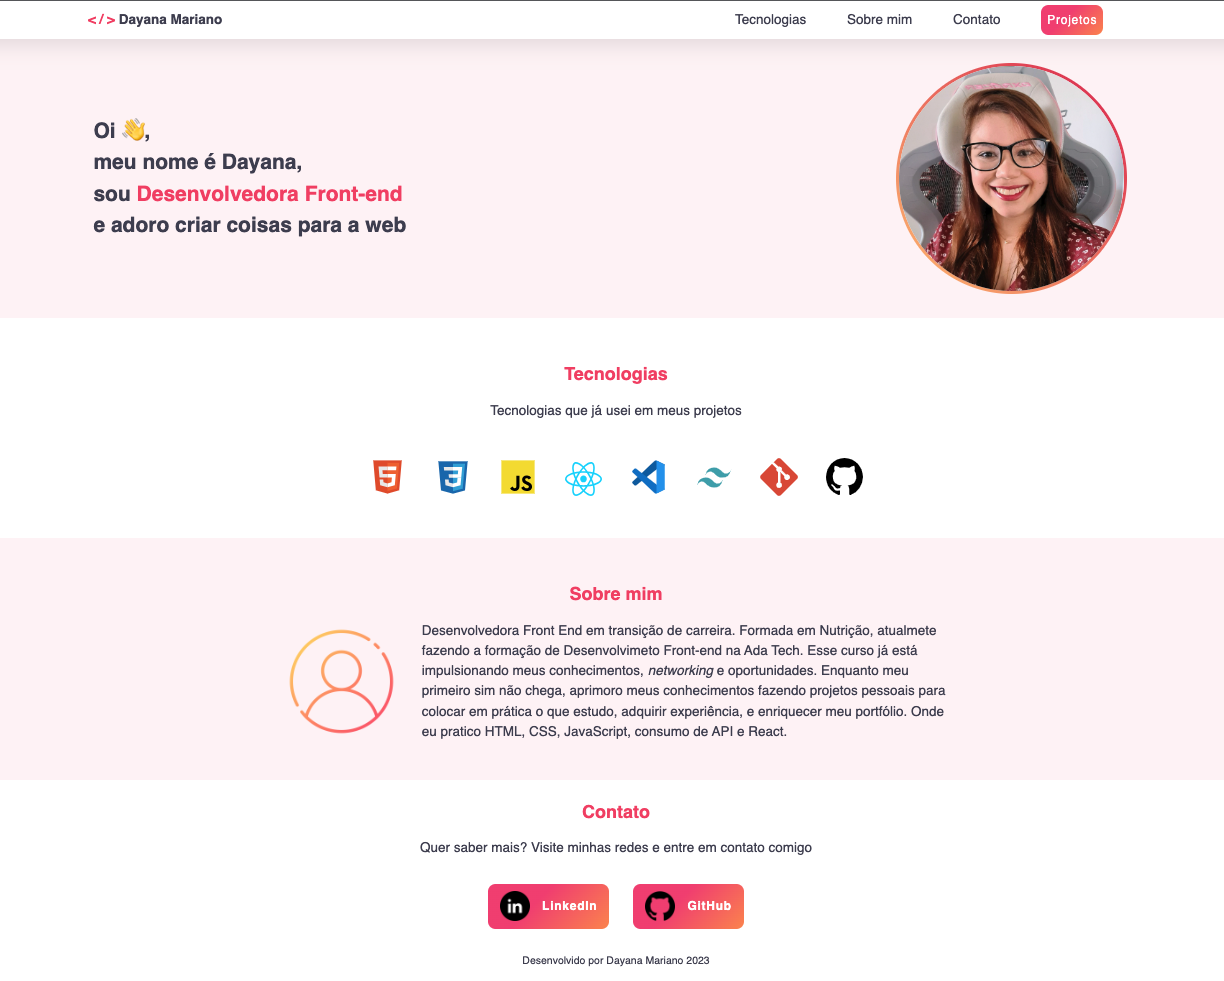 </> Dayana Mariano
Tecnologias
Sobre mim
Contato
Projetos
Oi 👋,
meu nome é Dayana,
sou Desenvolvedora Front-end
e adoro criar coisas para a web
Tecnologias
Tecnologias que já usei em meus projetos
5
3
JS
Sobre mim
Desenvolvedora Front End em transição de carreira. Formada em Nutrição, atualmete
fazendo a formação de Desenvolvimeto Front-end na Ada Tech. Esse curso já está
impulsionando meus conhecimentos, networking e oportunidades. Enquanto meu
primeiro sim não chega, aprimoro meus conhecimentos fazendo projetos pessoais para
colocar em prática o que estudo, adquirir experiência, e enriquecer meu portfólio. Onde
eu pratico HTML, CSS, JavaScript, consumo de API e React.
Contato
Quer saber mais? Visite minhas redes e entre em contato comigo
in LinkedIn
GitHub
Desenvolvido por Dayana Mariano 2023